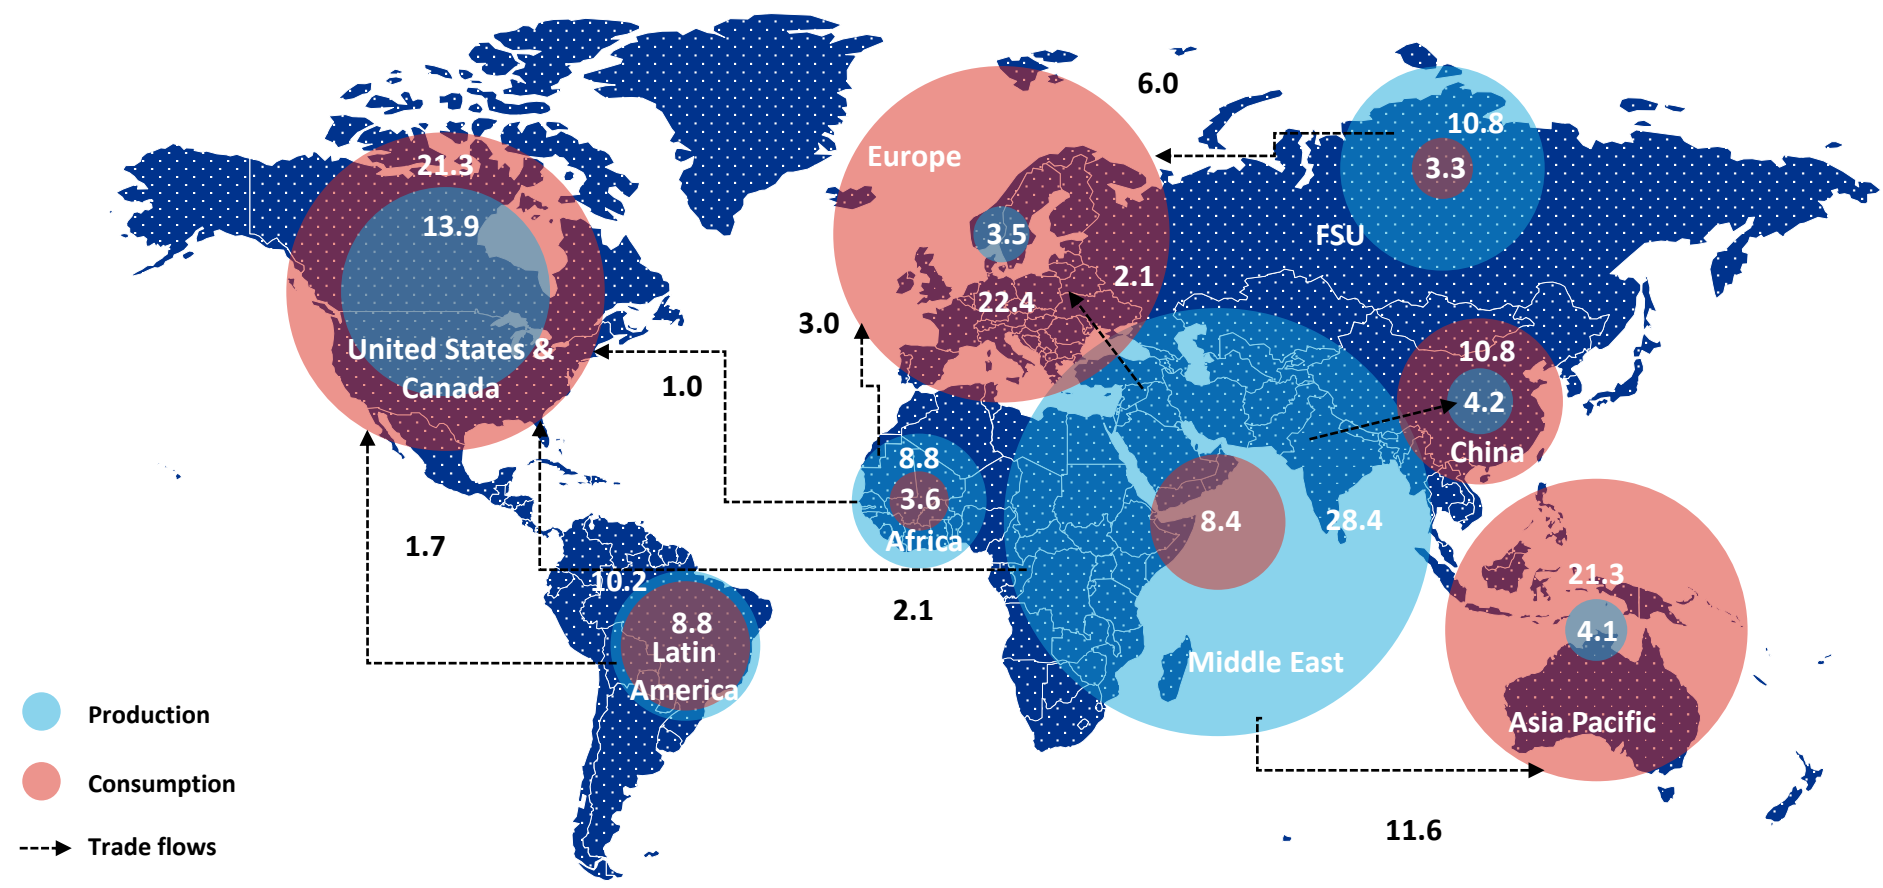 6.0
10.8
3.3
FSU
Europe
3.5
22.4
2.1
21.3
13.9
United States &
Canada
3.0
1.0
10.8
4.2
China
8.8
3.6
Africa
8.4
28.4
Middle East
1.7
10.2
8.8
Latin
America
2.1
21.3
4.1
Asia Pacific
11.6
Production
Consumption
Trade flows